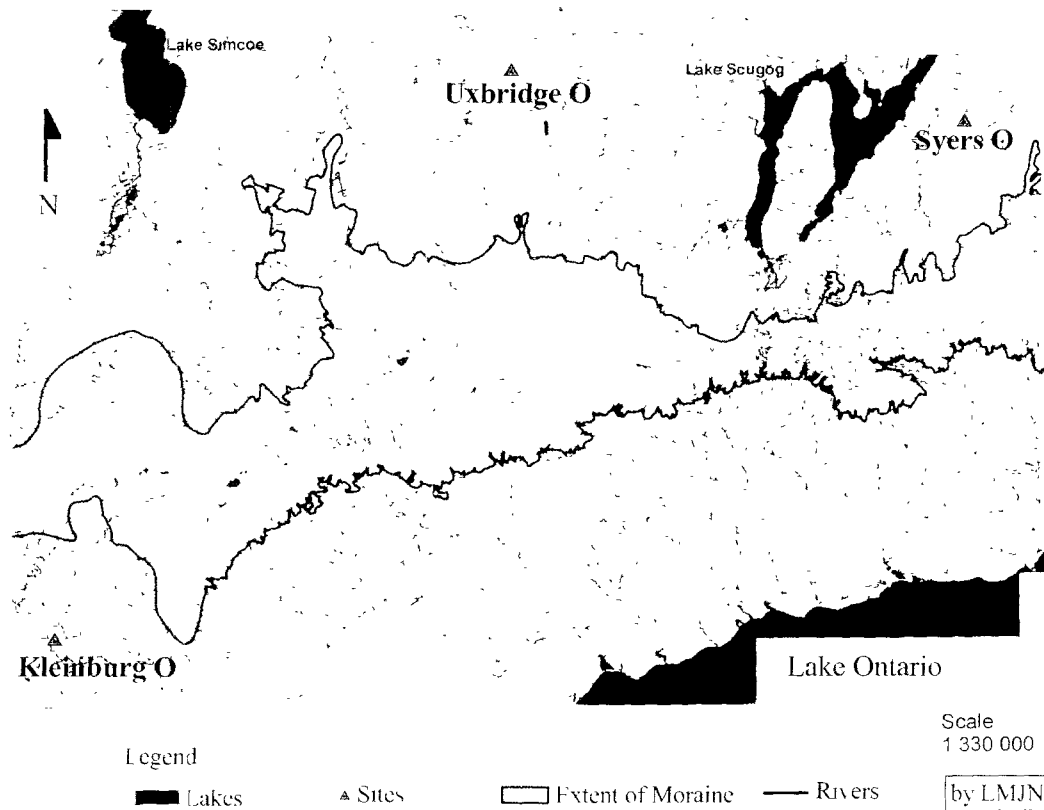 Lake Simcoe
Uxbridge O
Lake Scugog
Syers O
N
Kleinburg O
Lake Ontario
Scale
1 330 000
Legend
Lakes
Sites
Extent of Moraine
Rivers
by LMJN